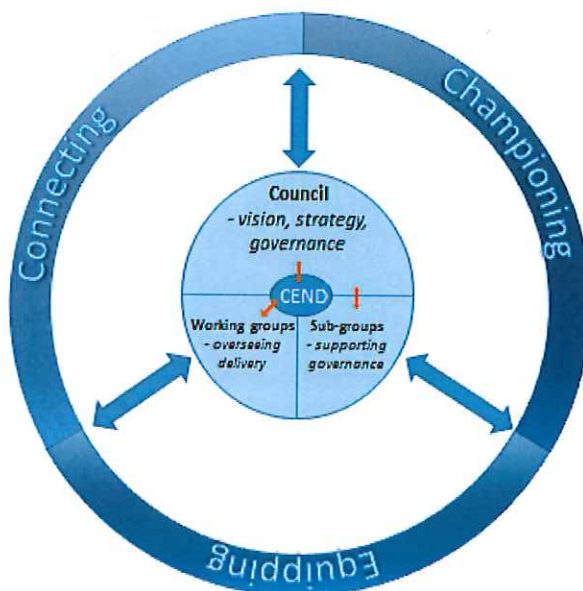 Connecting
Championing
Council
- vision, strategy,
governance
CEND
Working groups
- overseeing
delivery
Sub-groups
- supporting
governance
Equipping